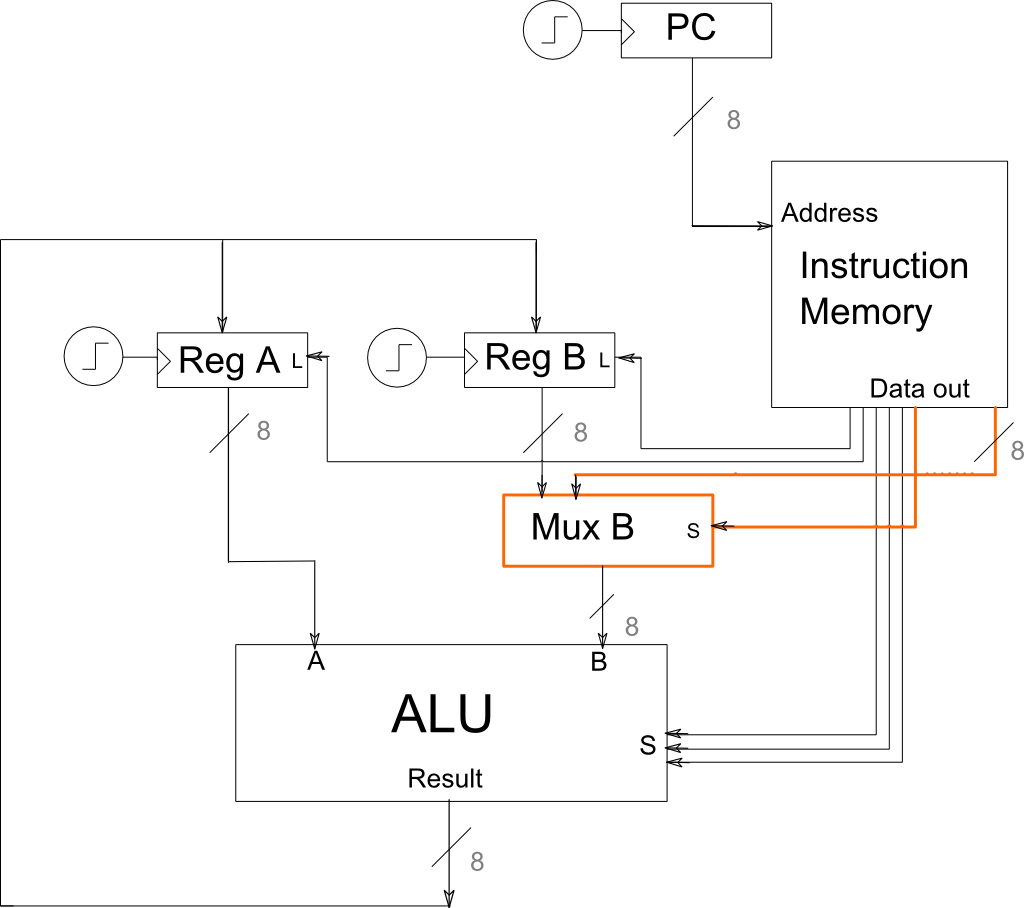 PC
8
Address
Instruction
Memory
Data out
Reg A L
Reg B L
8
8
8
Mux B S
8
A
B
ALU
S
Result
8